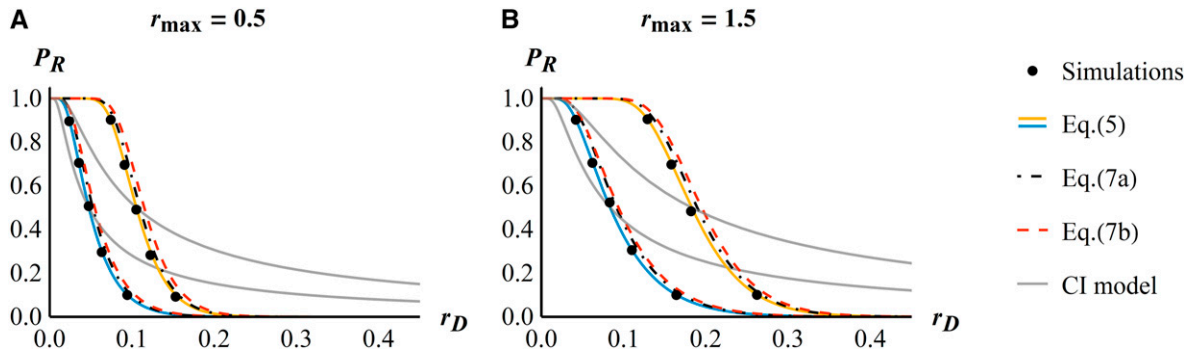 A
r_max = 0.5
P_R
1.0
0.8
0.6
0.4
0.2
0.0
0.0 0.1 0.2 0.3 0.4
r_D
B
r_max = 1.5
P_R
1.0
0.8
0.6
0.4
0.2
0.0
0.0 0.1 0.2 0.3 0.4
r_D
Simulations
Eq.(5)
Eq.(7a)
Eq.(7b)
CI model